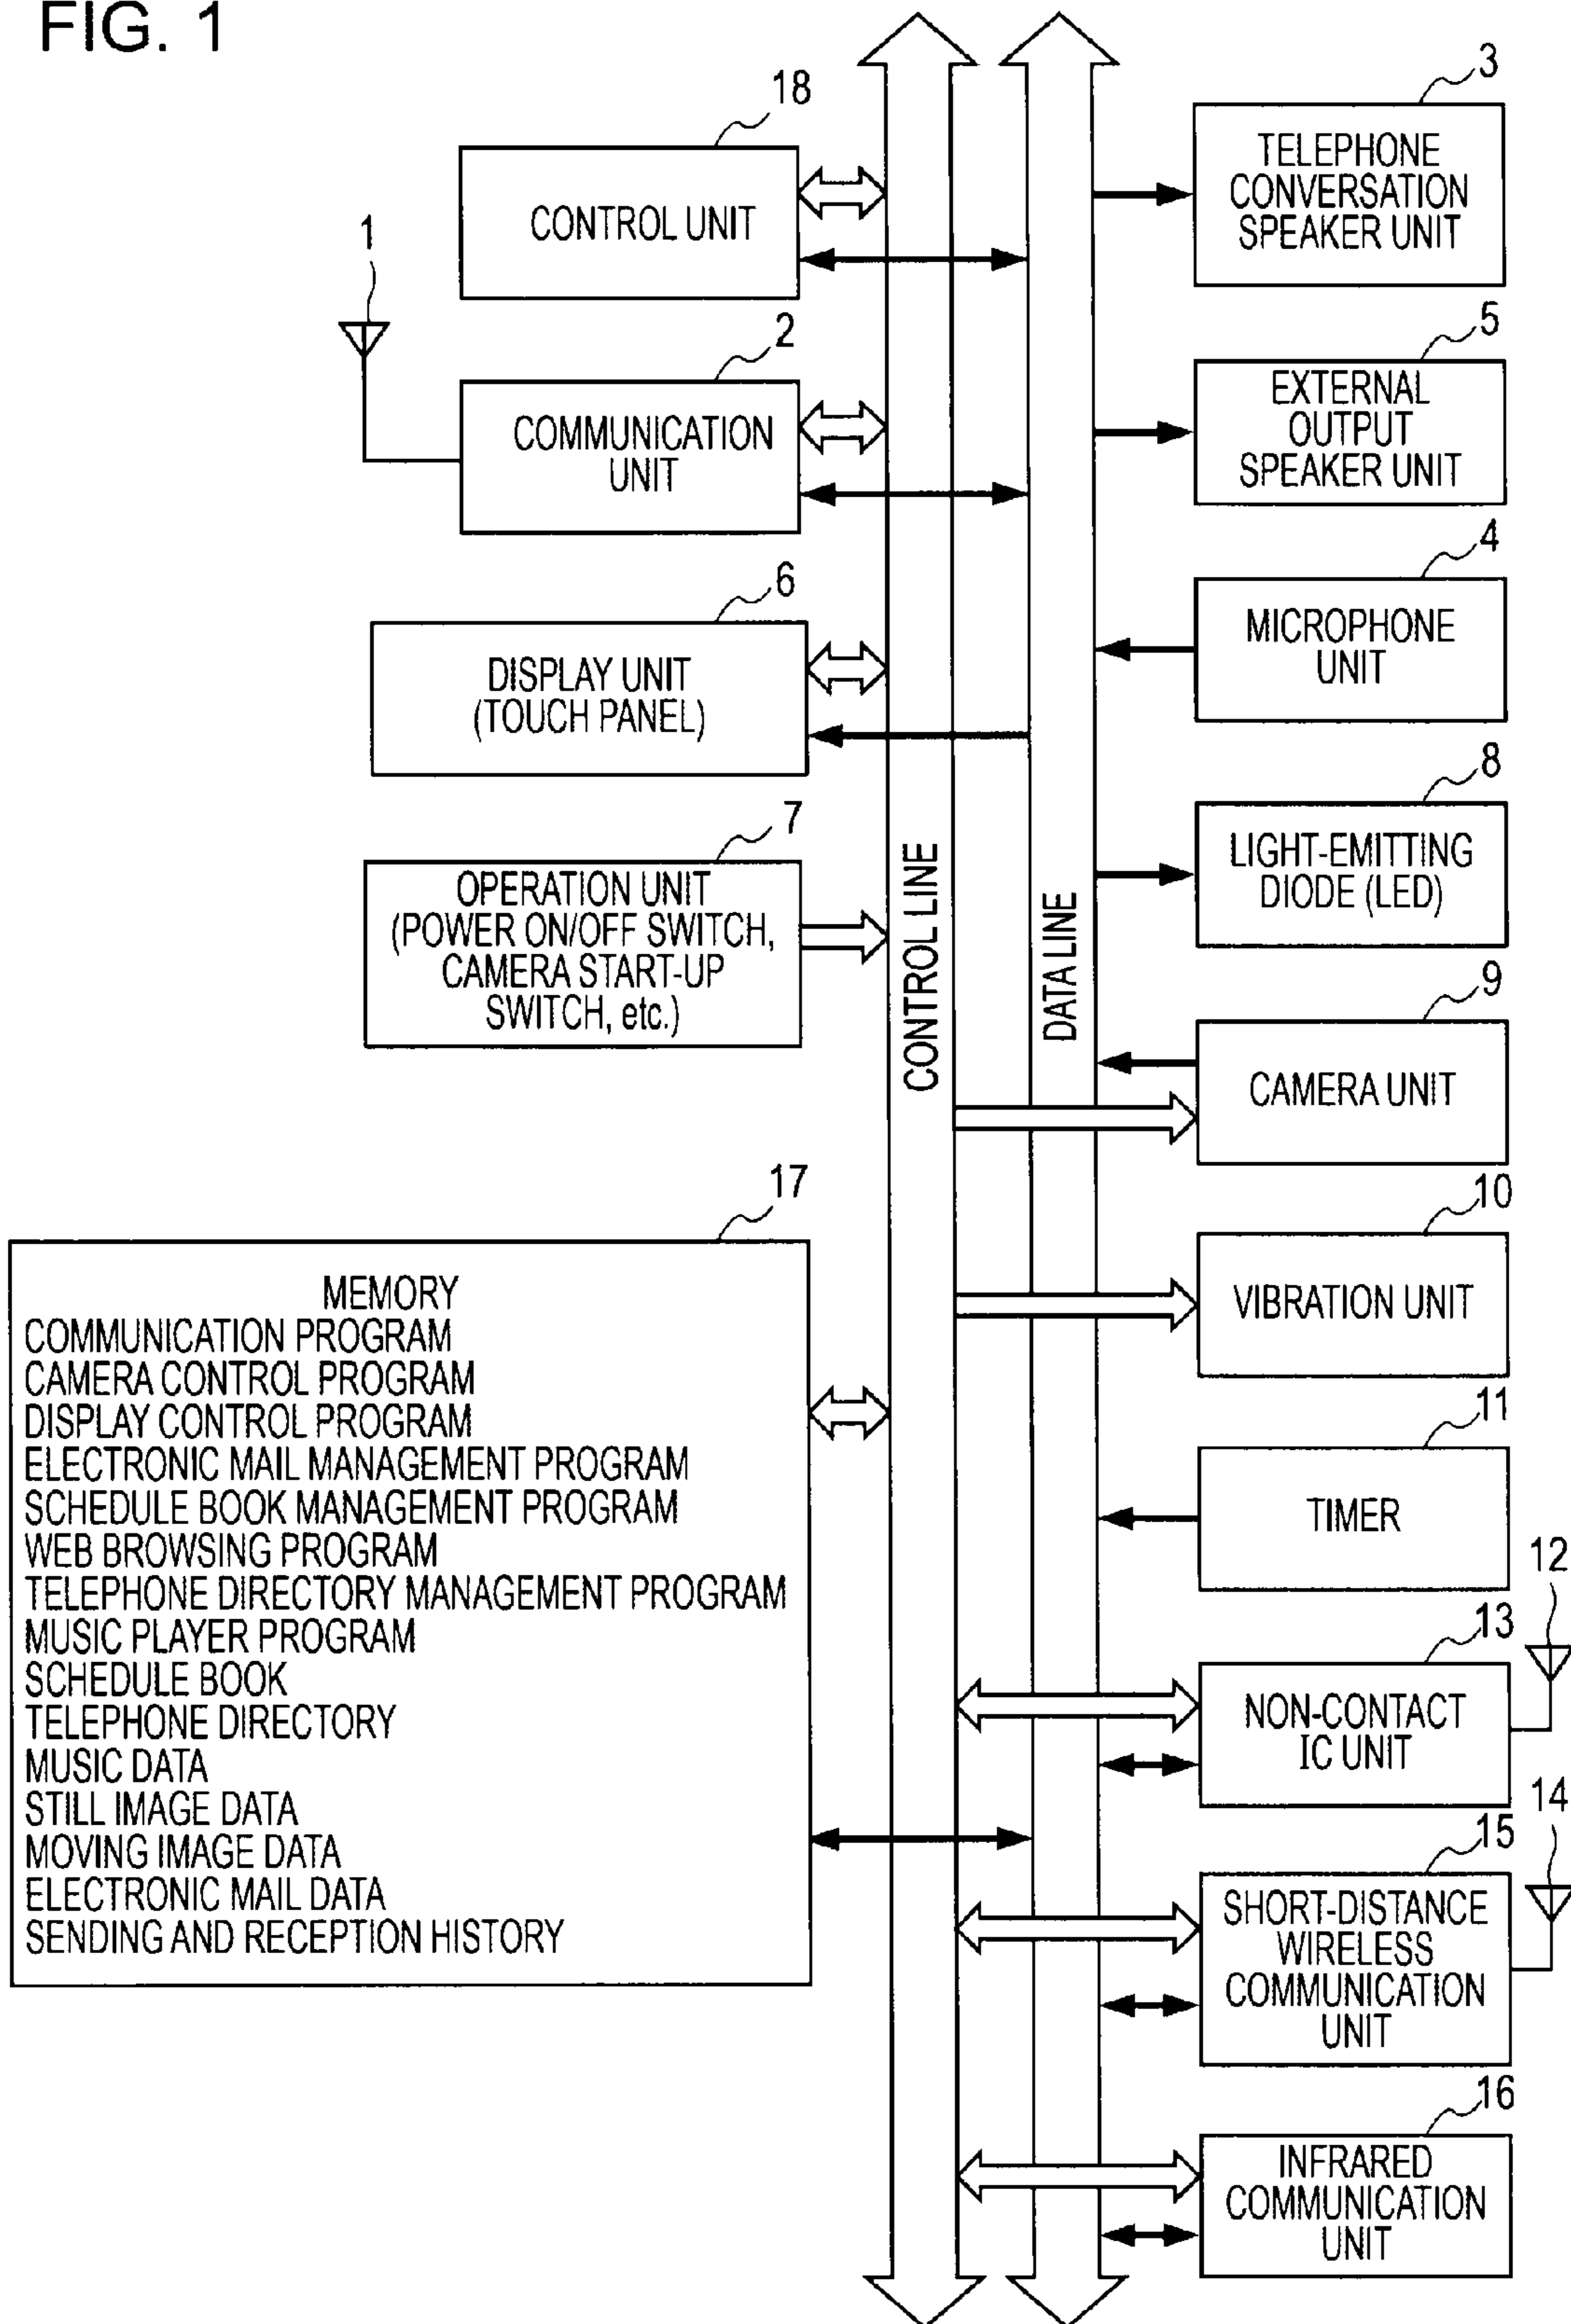 FIG. 1
18
CONTROL UNIT
1
2
COMMUNICATION
UNIT
6
DISPLAY UNIT
(TOUCH PANEL)
7
OPERATION UNIT
(POWER ON/OFF SWITCH,
CAMERA START-UP
SWITCH, etc.)
17
MEMORY
COMMUNICATION PROGRAM
CAMERA CONTROL PROGRAM
DISPLAY CONTROL PROGRAM
ELECTRONIC MAIL MANAGEMENT PROGRAM
SCHEDULE BOOK MANAGEMENT PROGRAM
WEB BROWSING PROGRAM
TELEPHONE DIRECTORY MANAGEMENT PROGRAM
MUSIC PLAYER PROGRAM
SCHEDULE BOOK
TELEPHONE DIRECTORY
MUSIC DATA
STILL IMAGE DATA
MOVING IMAGE DATA
ELECTRONIC MAIL DATA
SENDING AND RECEPTION HISTORY
CONTROL LINE
DATA LINE
3
TELEPHONE
CONVERSATION
SPEAKER UNIT
5
EXTERNAL
OUTPUT
SPEAKER UNIT
4
MICROPHONE
UNIT
8
LIGHT-EMITTING
DIODE (LED)
9
CAMERA UNIT
10
VIBRATION UNIT
11
TIMER
12
13
NON-CONTACT
IC UNIT
14
15
SHORT-DISTANCE
WIRELESS
COMMUNICATION
UNIT
16
INFRARED
COMMUNICATION
UNIT